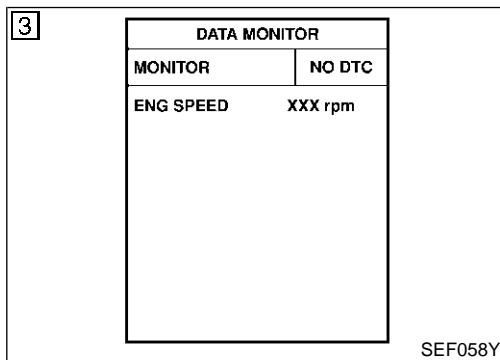 3
DATA MONITOR
MONITOR NO DTC
ENG SPEED XXX rpm
SEF058Y